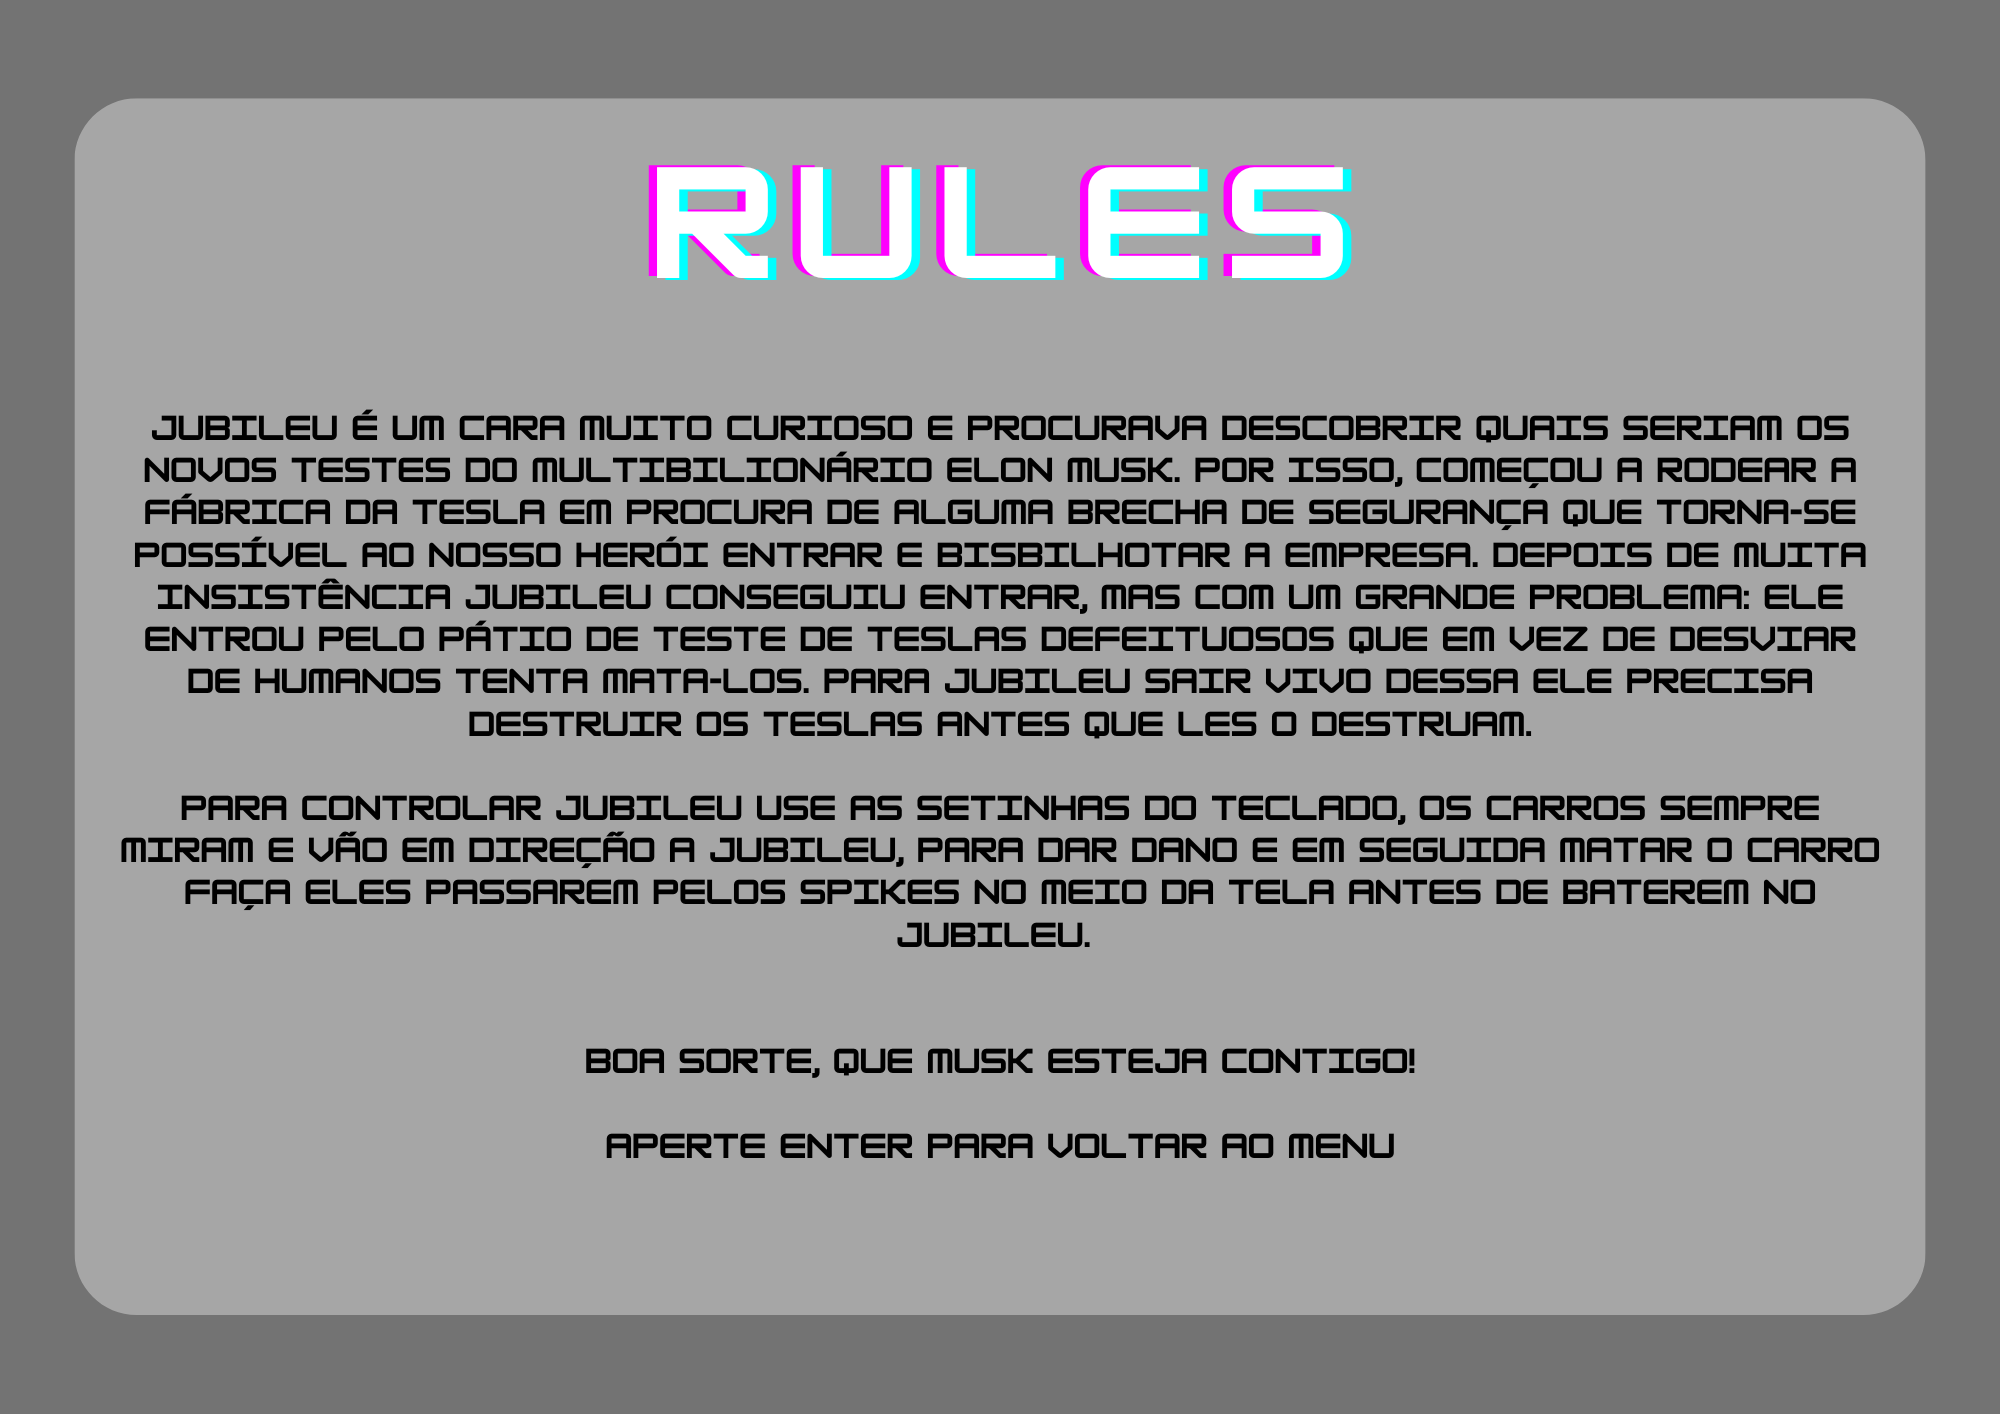 RULES
JUBILEU É UM CARA MUITO CURIOSO E PROCURAVA DESCOBRIR QUAIS SERIAM OS
NOVOS TESTES DO MULTIBILIONÁRIO ELON MUSK. POR ISSO, COMEÇOU A RODEAR A
FÁBRICA DA TESLA EM PROCURA DE ALGUMA BRECHA DE SEGURANÇA QUE TORNA-SE
POSSÍVEL AO NOSSO HERÓI ENTRAR E BISBILHOTAR A EMPRESA. DEPOIS DE MUITA
INSISTÊNCIA JUBILEU CONSEGUIU ENTRAR, MAS COM UM GRANDE PROBLEMA: ELE
ENTROU PELO PÁTIO DE TESTE DE TESLAS DEFEITUOSOS QUE EM VEZ DE DESVIAR
DE HUMANOS TENTA MATA-LOS. PARA JUBILEU SAIR VIVO DESSA ELE PRECISA
DESTRUIR OS TESLAS ANTES QUE LES O DESTRUAM.
PARA CONTROLAR JUBILEU USE AS SETINHAS DO TECLADO, OS CARROS SEMPRE
MIRAM E VÃO EM DIREÇÃO A JUBILEU, PARA DAR DANO E EM SEGUIDA MATAR O CARRO
FAÇA ELES PASSAREM PELOS SPIKES NO MEIO DA TELA ANTES DE BATEREM NO
JUBILEU.
BOA SORTE, QUE MUSK ESTEJA CONTIGO!
APERTE ENTER PARA VOLTAR AO MENU